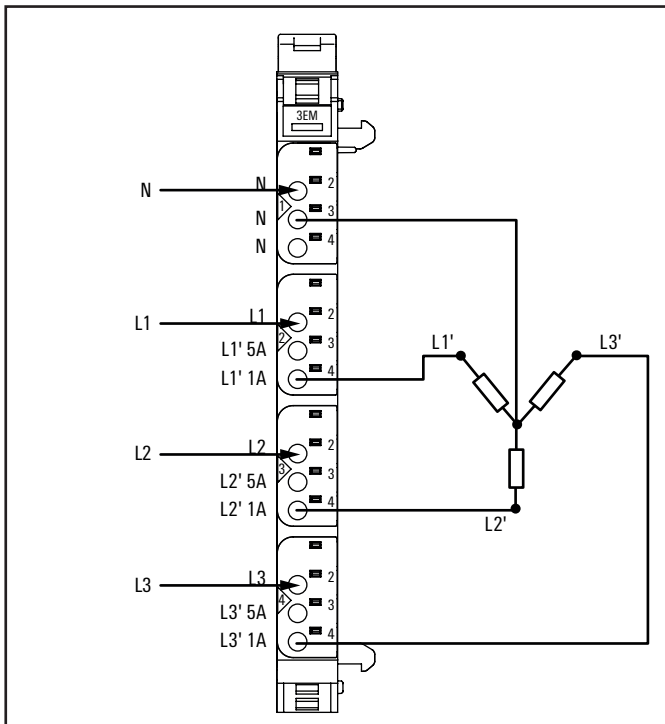 3EM
N N 2
1
N 3
N 4
L1 L1 2
2
L1' 5A 3
L1' 1A 4
L1' L3'
L2 L2 2
3
L2' 5A 3
L2' 1A 4
L2'
L3 L3 2
4
L3' 5A 3
L3' 1A 4